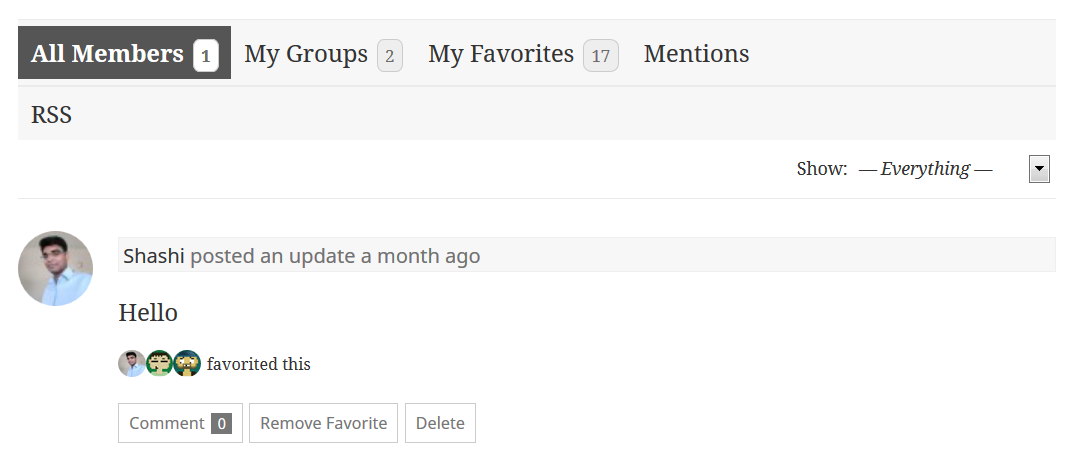 All Members 1 My Groups 2 My Favorites 17 Mentions
RSS
Show: — Everything —
Shashi posted an update a month ago
Hello
favorited this
Comment 0 Remove Favorite Delete